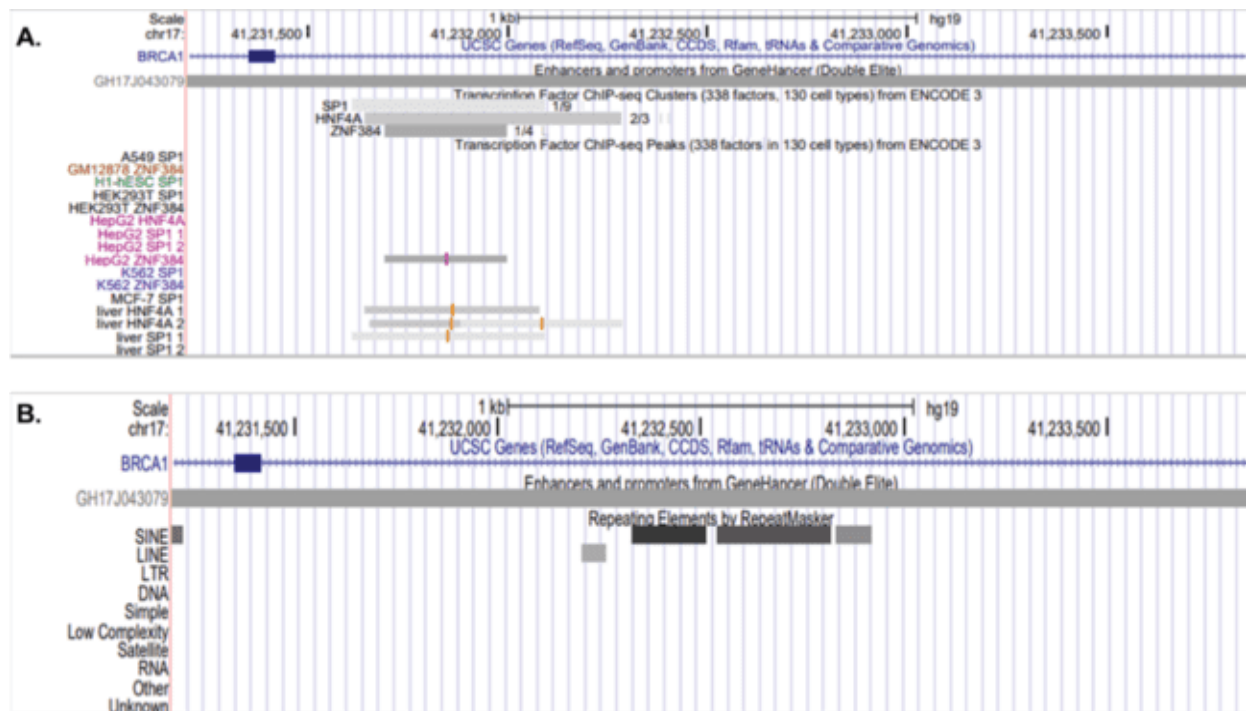 A.
Scale 1 kb hg19
chr17: 41,231,500 41,232,000 41,232,500 41,233,000 41,233,500
UCSC Genes (RefSeq, GenBank, CCDS, Rfam, tRNAs & Comparative Genomics)
BRCA1
Enhancers and promoters from GeneHancer (Double Elite)
GH17J043079
Transcription Factor ChIP-seq Clusters (338 factors, 130 cell types) from ENCODE 3
SP1 1/9
HNF4A 2/3
ZNF384 1/4
Transcription Factor ChIP-seq Peaks (338 factors in 130 cell types) from ENCODE 3
A549 SP1
GM12878 ZNF384
H1-hESC SP1
HEK293T SP1
HEK293T ZNF384
HepG2 HNF4A
HepG2 SP1 1
HepG2 SP1 2
HepG2 ZNF384
K562 SP1
K562 ZNF384
MCF-7 SP1
liver HNF4A 1
liver HNF4A 2
liver SP1 1
liver SP1 2
B.
Scale 1 kb hg19
chr17: 41,231,500 41,232,000 41,232,500 41,233,000 41,233,500
UCSC Genes (RefSeq, GenBank, CCDS, Rfam, tRNAs & Comparative Genomics)
BRCA1
Enhancers and promoters from GeneHancer (Double Elite)
GH17J043079
Repeating Elements by RepeatMasker
SINE
LINE
LTR
DNA
Simple
Low Complexity
Satellite
RNA
Other
Unknown